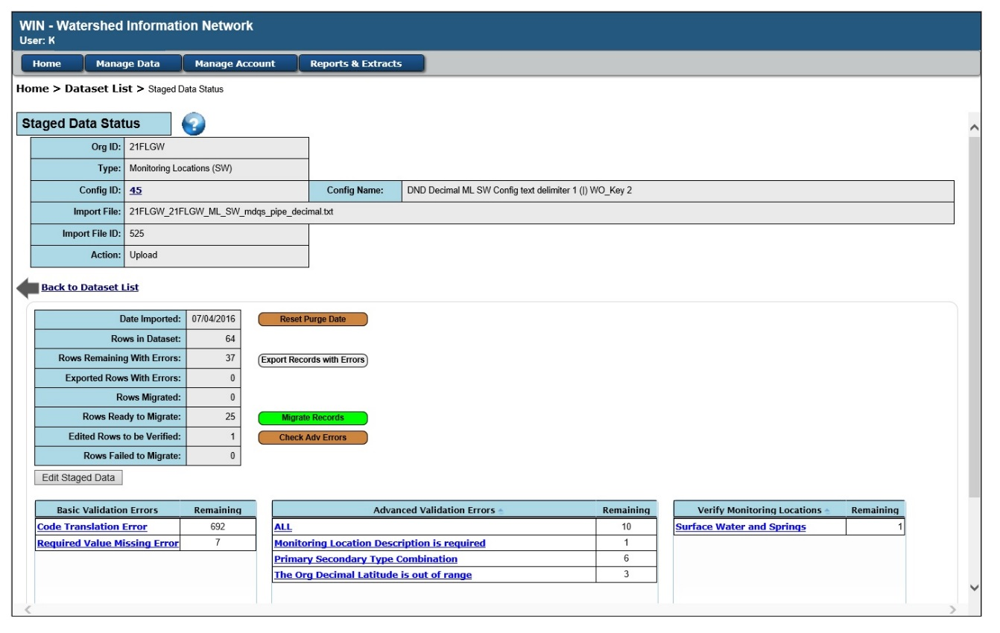 WIN - Watershed Information Network
User: K
Home Manage Data Manage Account Reports & Extracts
Home > Dataset List > Staged Data Status
Staged Data Status ?
Org ID: 21FLGW
Type: Monitoring Locations (SW)
Config ID: 45 Config Name: DND Decimal ML SW Config text delimiter 1 (|) WO_Key 2
Import File: 21FLGW_21FLGW_ML_SW_mdqs_pipe_decimal.txt
Import File ID: 525
Action: Upload
Back to Dataset List
Date Imported: 07/04/2016 Reset Purge Date
Rows in Dataset: 64
Rows Remaining With Errors: 37 Export Records with Errors
Exported Rows With Errors: 0
Rows Migrated: 0
Rows Ready to Migrate: 25 Migrate Records
Edited Rows to be Verified: 1 Check Adv Errors
Rows Failed to Migrate: 0
Edit Staged Data
Basic Validation Errors Remaining Advanced Validation Errors Remaining Verify Monitoring Locations Remaining
Code Translation Error 692 ALL 10 Surface Water and Springs 1
Required Value Missing Error 7 Monitoring Location Description is required 1
Primary Secondary Type Combination 6
The Org Decimal Latitude is out of range 3